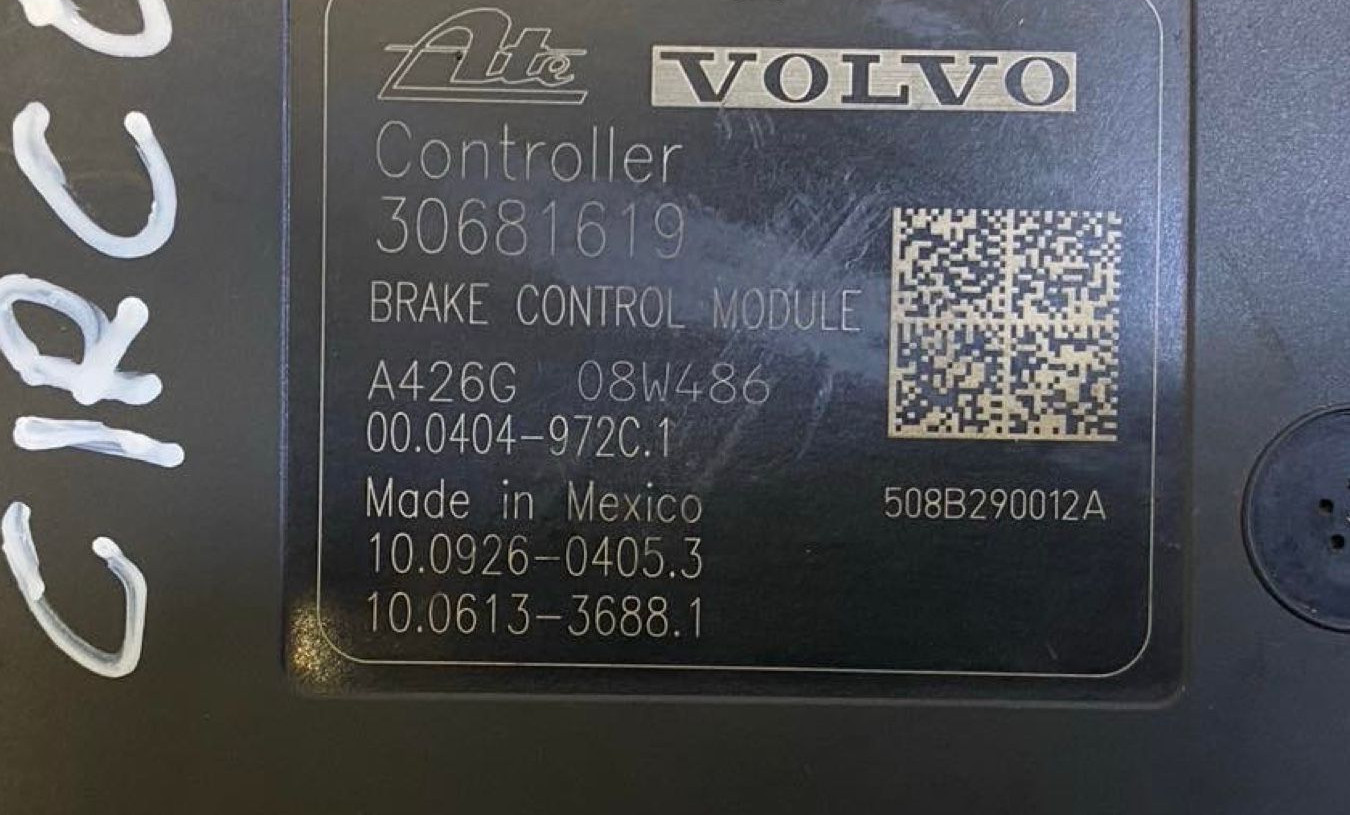 Ate VOLVO
Controller
30681619
BRAKE CONTROL MODULE
A426G 08W486
00.0404-972C.1
Made in Mexico
508B290012A
10.0926-0405.3
10.0613-3688.1